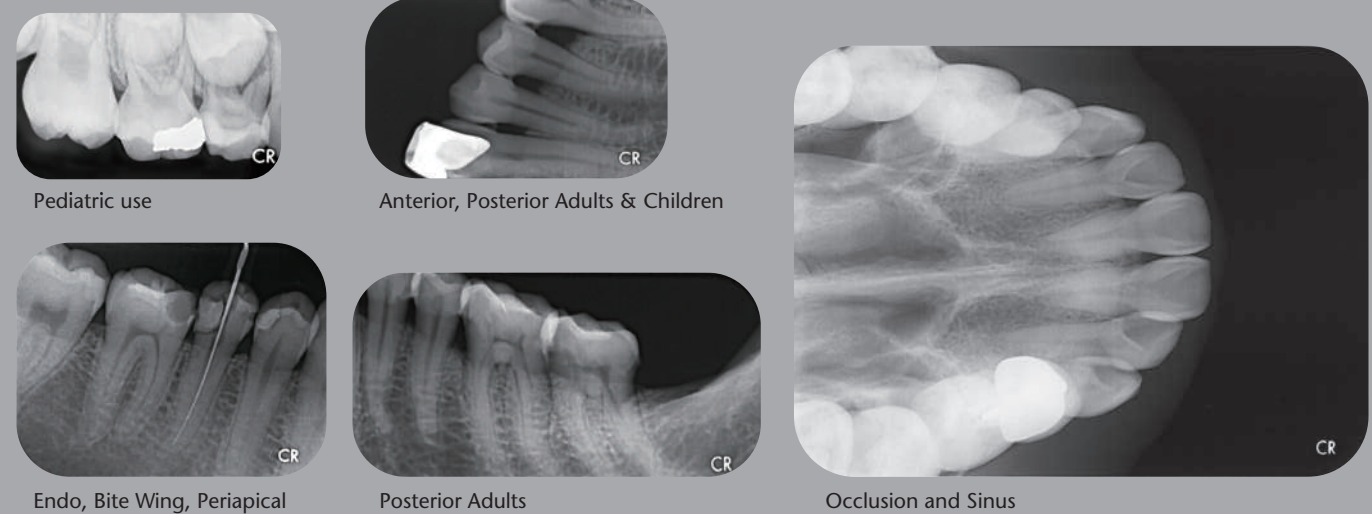 CR
Pediatric use
CR
Anterior, Posterior Adults & Children
CR
Endo, Bite Wing, Periapical
CR
Posterior Adults
CR
Occlusion and Sinus